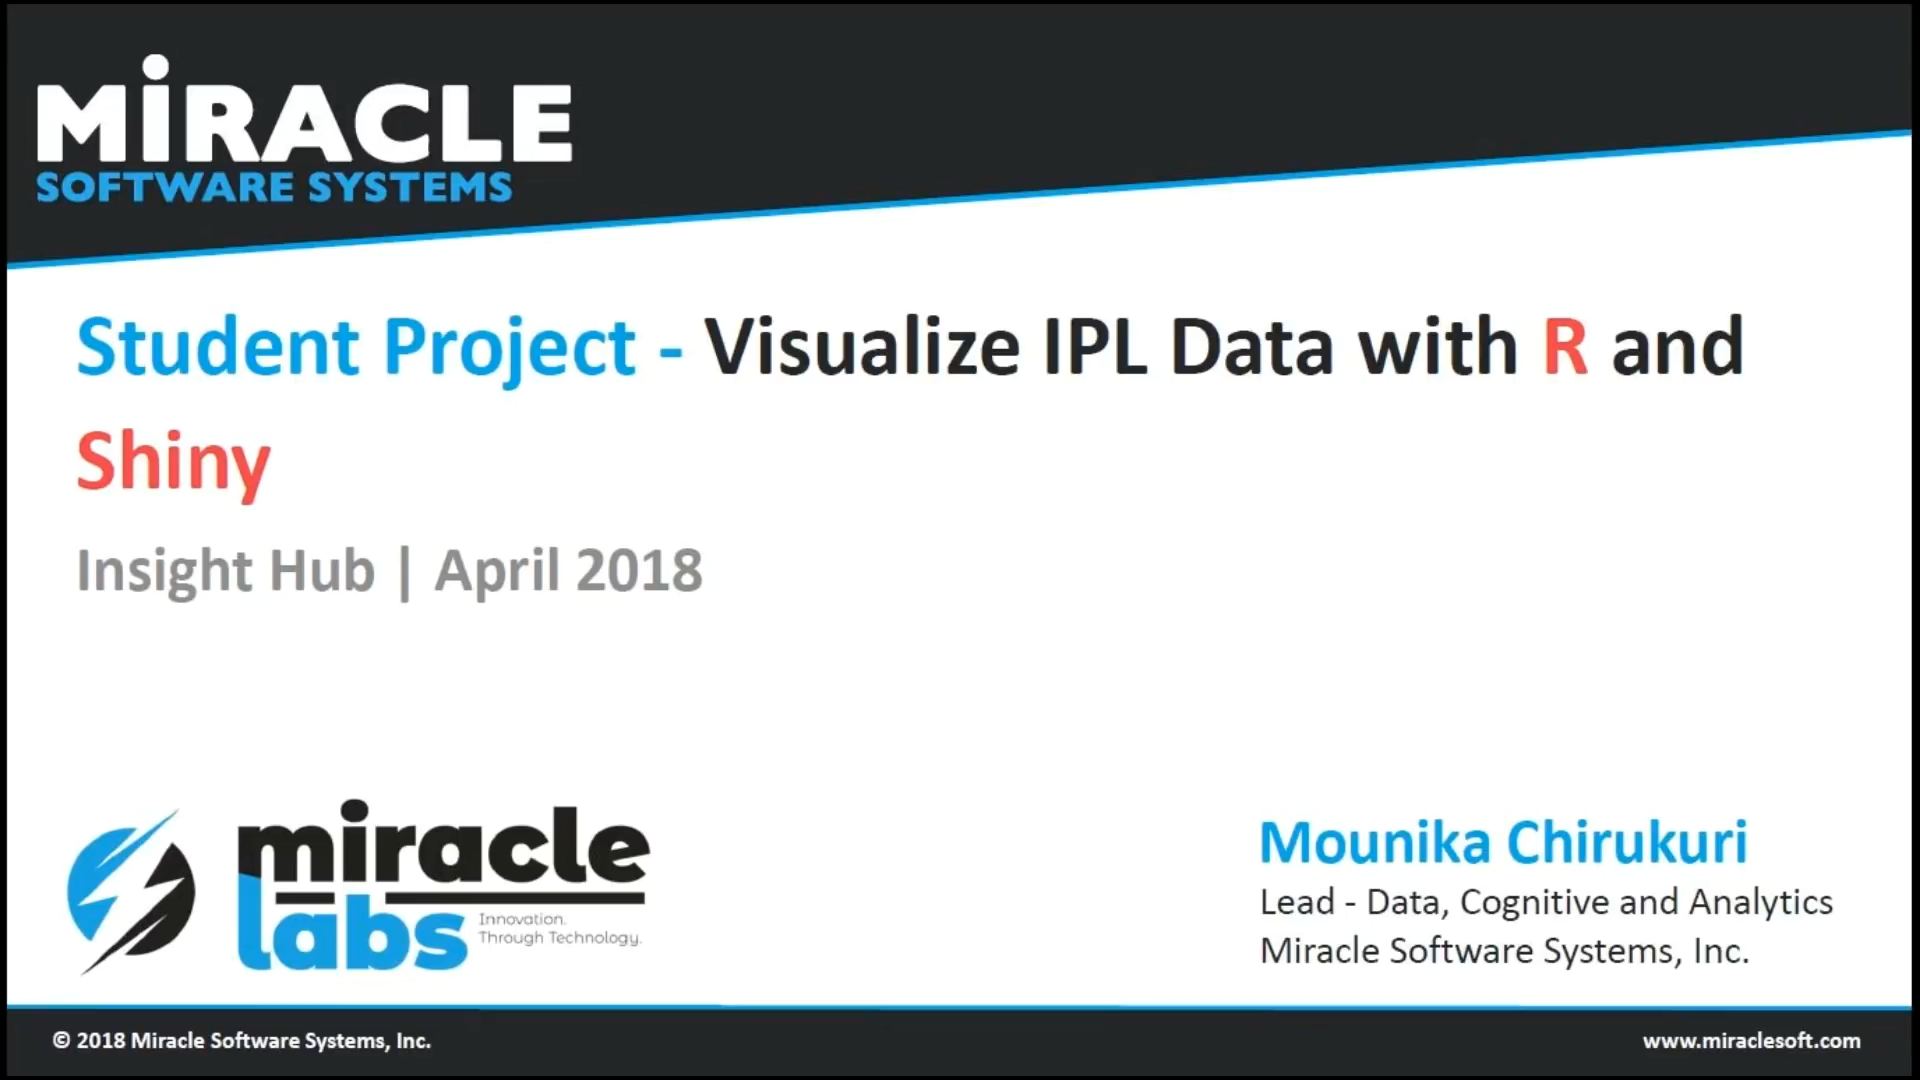 MiRACLE
SOFTWARE SYSTEMS
Student Project - Visualize IPL Data with R and
Shiny
Insight Hub | April 2018
miracle
labs
Innovation.
Through Technology.
Mounika Chirukuri
Lead - Data, Cognitive and Analytics
Miracle Software Systems, Inc.
© 2018 Miracle Software Systems, Inc.
www.miraclesoft.com